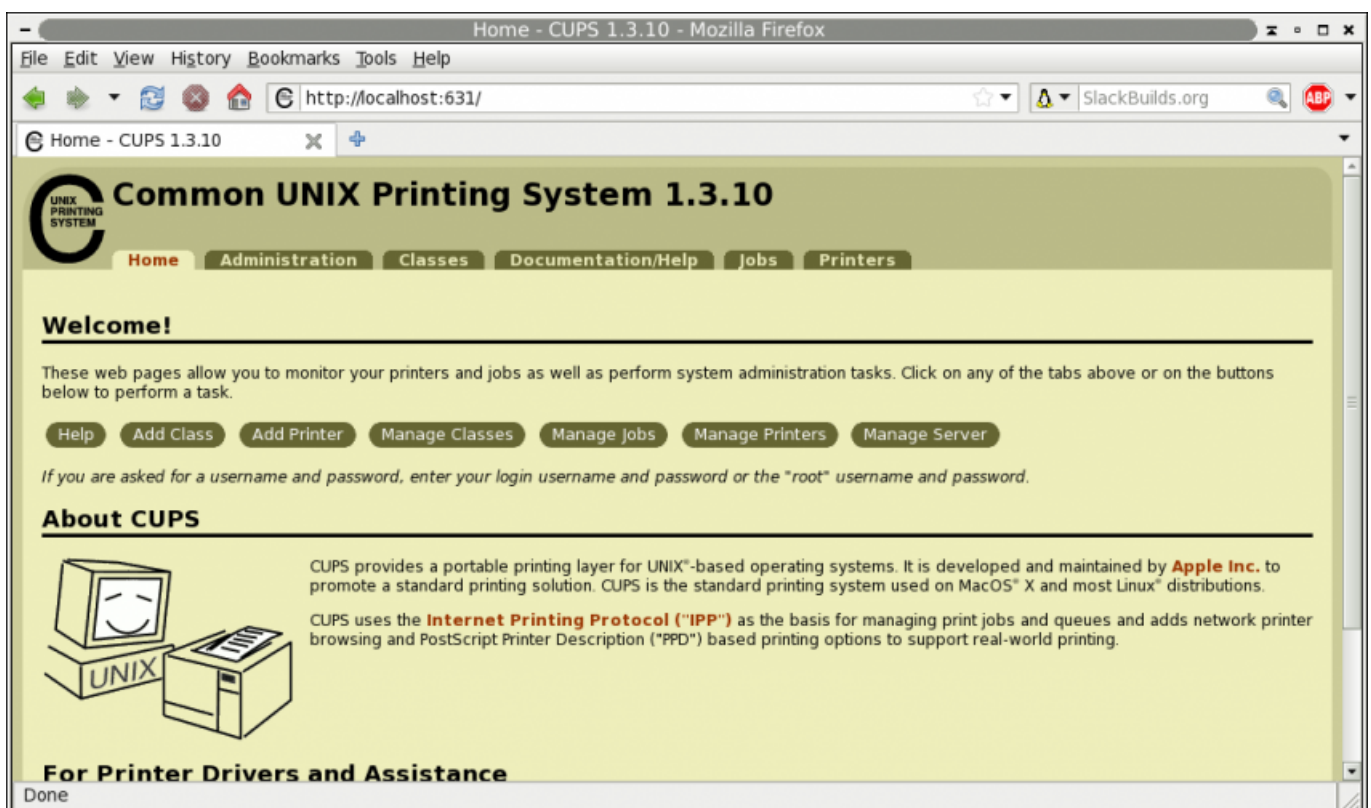 Home - CUPS 1.3.10 - Mozilla Firefox
File Edit View History Bookmarks Tools Help
http://localhost:631/
SlackBuilds.org
ABP
Home - CUPS 1.3.10
UNIX
PRINTING
SYSTEM
Common UNIX Printing System 1.3.10
Home Administration Classes Documentation/Help Jobs Printers
Welcome!
These web pages allow you to monitor your printers and jobs as well as perform system administration tasks. Click on any of the tabs above or on the buttons
below to perform a task.
Help Add Class Add Printer Manage Classes Manage Jobs Manage Printers Manage Server
If you are asked for a username and password, enter your login username and password or the "root" username and password.
About CUPS
CUPS provides a portable printing layer for UNIX®-based operating systems. It is developed and maintained by Apple Inc. to
promote a standard printing solution. CUPS is the standard printing system used on MacOS® X and most Linux® distributions.
CUPS uses the Internet Printing Protocol ("IPP") as the basis for managing print jobs and queues and adds network printer
browsing and PostScript Printer Description ("PPD") based printing options to support real-world printing.
UNIX
For Printer Drivers and Assistance
Done